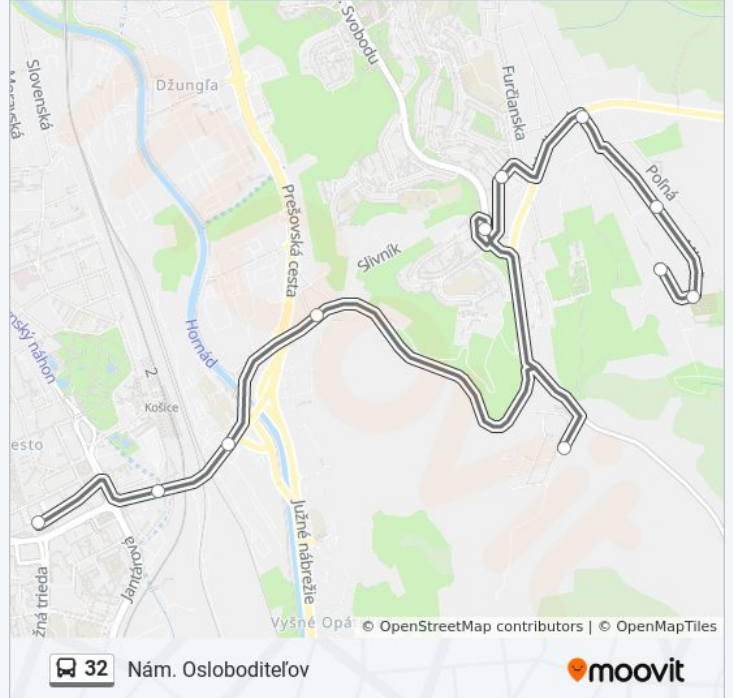 Svobodu
Slovenská
Moravská
Džungľa
Furčianska
Prešovská cesta
Poľná
Slivník
Hornád
nský náhon
2
Košice
esto
Južné nábrežie
Jantárová
žná trieda
Vyšné Opá
© OpenStreetMap contributors | © OpenMapTiles
32 Nám. Osloboditeľov
moovit